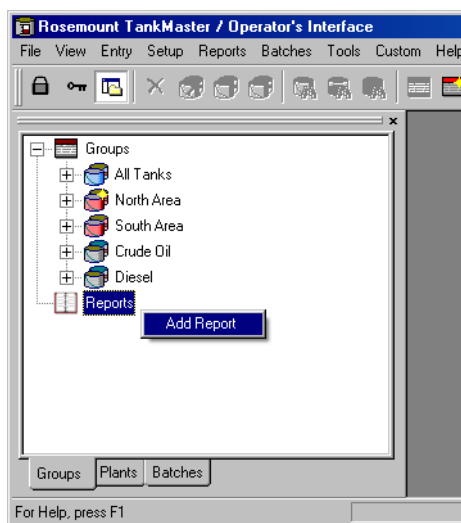 Rosemount TankMaster / Operator's Interface
File View Entry Setup Reports Batches Tools Custom Help
Groups
All Tanks
North Area
South Area
Crude Oil
Diesel
Reports
Add Report
Groups Plants Batches
For Help, press F1